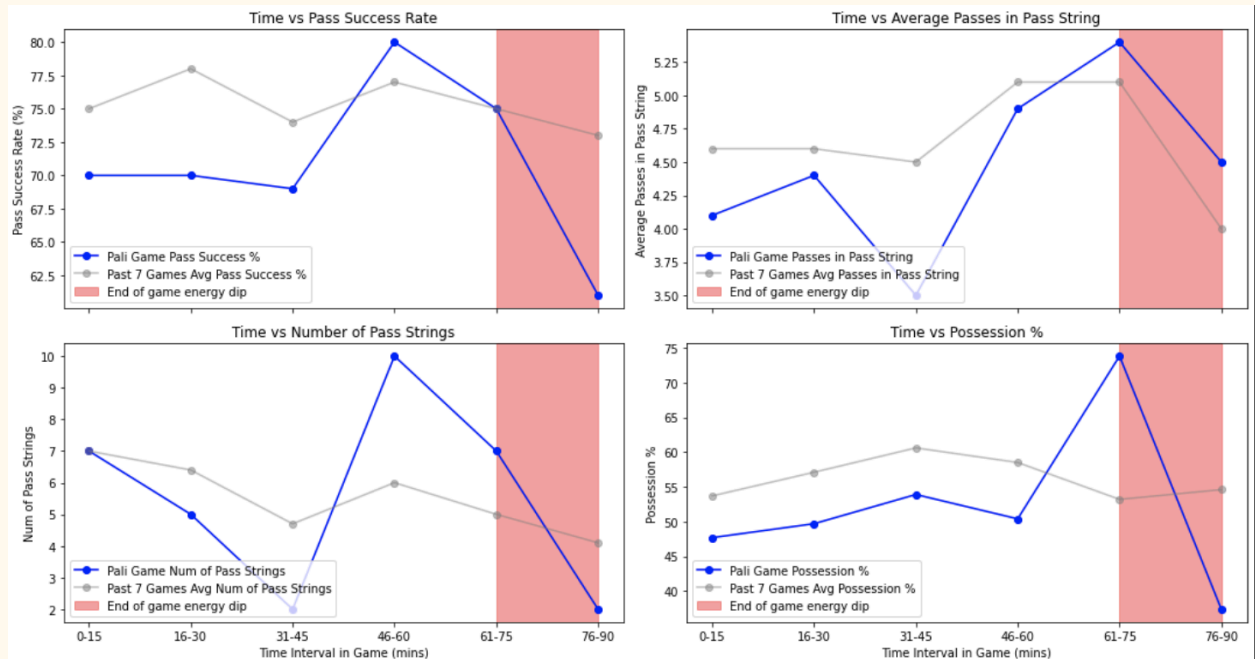 Time vs Pass Success Rate
Pass Success Rate (%)
80.0
77.5
75.0
72.5
70.0
67.5
65.0
62.5
Pali Game Pass Success %
Past 7 Games Avg Pass Success %
End of game energy dip
Time vs Average Passes in Pass String
Average Passes in Pass String
5.25
5.00
4.75
4.50
4.25
4.00
3.75
3.50
Pali Game Passes in Pass String
Past 7 Games Avg Passes in Pass String
End of game energy dip
Time vs Number of Pass Strings
Num of Pass Strings
10
9
8
7
6
5
4
3
2
Pali Game Num of Pass Strings
Past 7 Games Avg Num of Pass Strings
End of game energy dip
0-15 16-30 31-45 46-60 61-75 76-90
Time Interval in Game (mins)
Time vs Possession %
Possession %
75
70
65
60
55
50
45
40
Pali Game Possession %
Past 7 Games Avg Possession %
End of game energy dip
0-15 16-30 31-45 46-60 61-75 76-90
Time Interval in Game (mins)